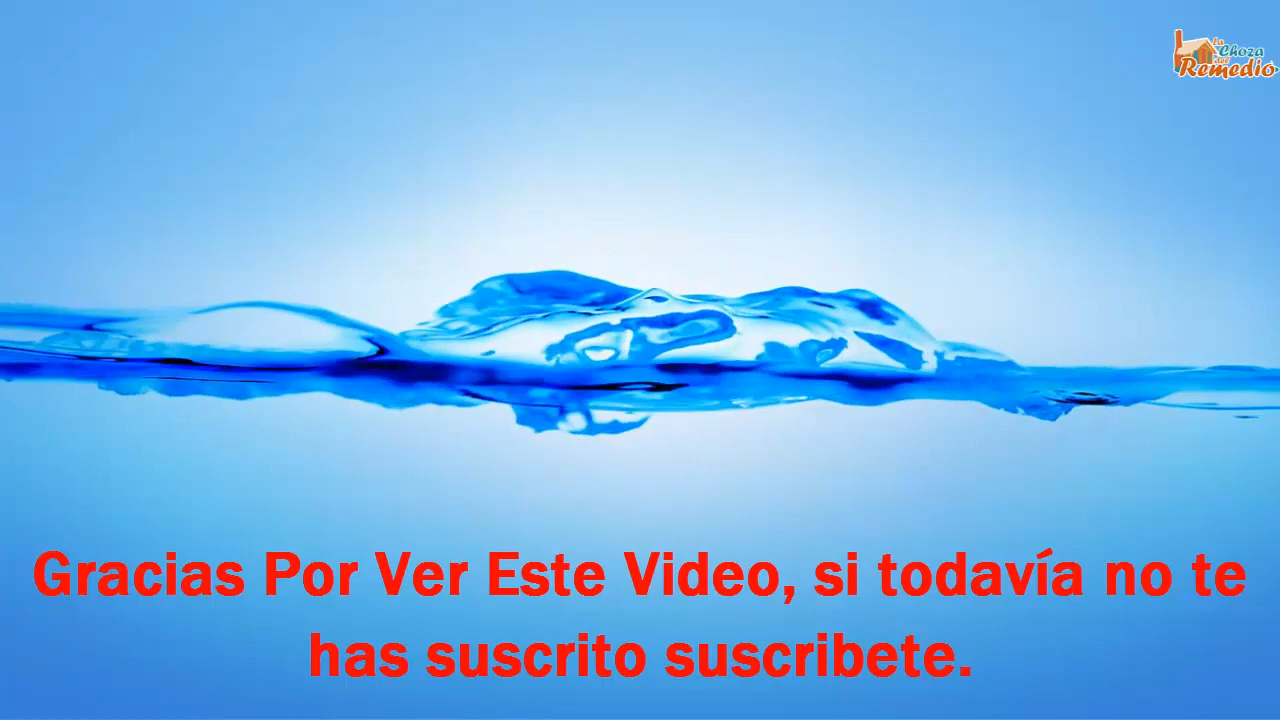 La
Choza
del
Remedio
Gracias Por Ver Este Video, si todavía no te
has suscrito suscribete.